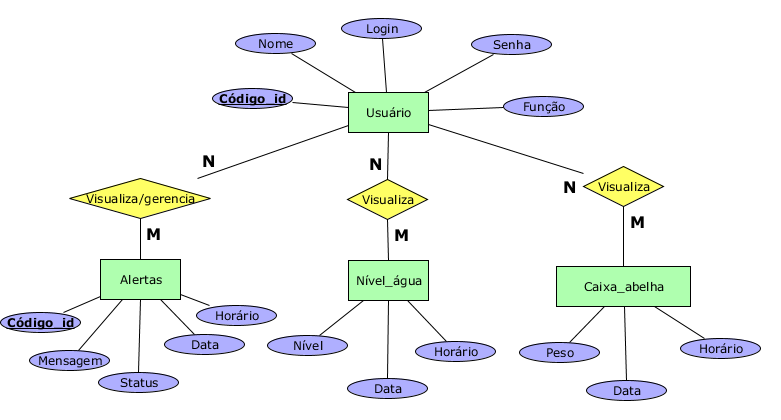 Login
Nome
Senha
Código_id
Função
Usuário
N
N
N
Visualiza/gerencia
Visualiza
Visualiza
M
M
M
Alertas
Nível_água
Caixa_abelha
Código_id
Mensagem
Status
Data
Horário
Nível
Data
Horário
Peso
Data
Horário